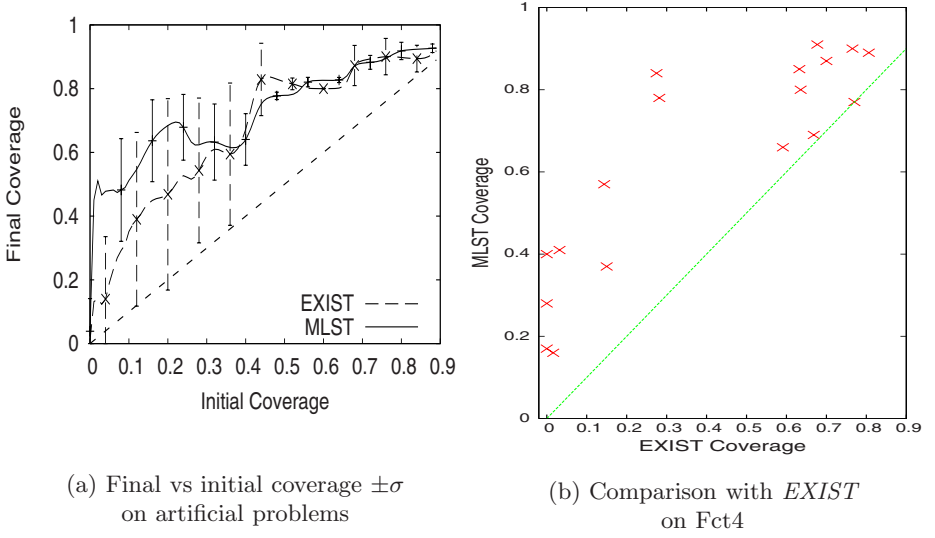 1
0.8
0.6
0.4
0.2
0
0 0.1 0.2 0.3 0.4 0.5 0.6 0.7 0.8 0.9
Final Coverage
Initial Coverage
EXIST
MLST
(a) Final vs initial coverage ±σ
on artificial problems
1
0.8
0.6
0.4
0.2
0
0 0.1 0.2 0.3 0.4 0.5 0.6 0.7 0.8 0.9
MLST Coverage
EXIST Coverage
(b) Comparison with EXIST
on Fct4